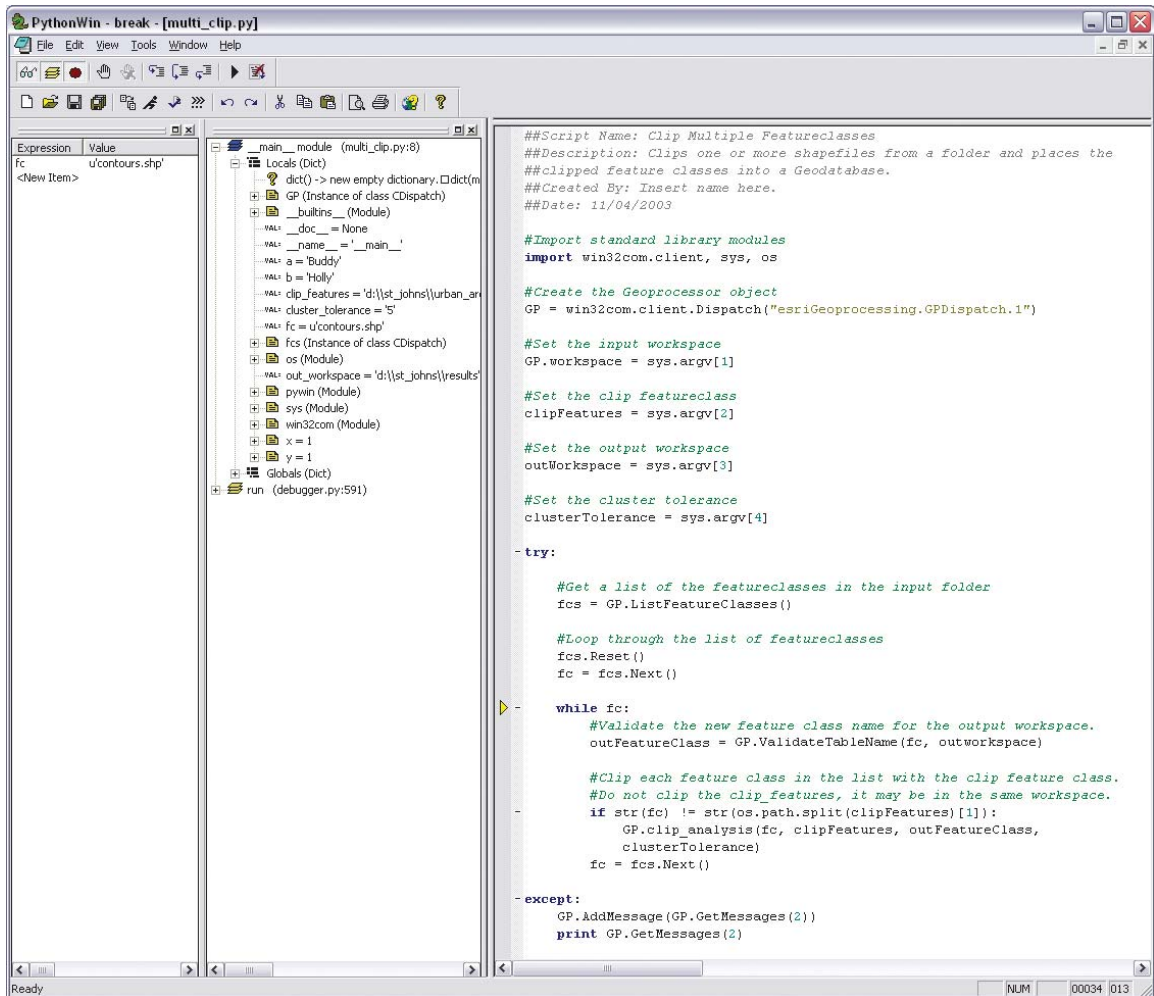 PythonWin - break - [multi_clip.py]
File Edit View Tools Window Help
Expression Value
fc u'contours.shp'
<New Item>
__main__ module (multi_clip.py:8)
Locals (Dict)
dict() -> new empty dictionary.□dict(m
GP (Instance of class CDispatch)
__builtins__ (Module)
VAL= __doc__ = None
VAL= __name__ = '__main__'
VAL= a = 'Buddy'
VAL= b = 'Holly'
VAL= clip_features = 'd:\\st_johns\\urban_are
VAL= cluster_tolerance = '5'
VAL= fc = u'contours.shp'
fcs (Instance of class CDispatch)
os (Module)
VAL= out_workspace = 'd:\\st_johns\\results'
pywin (Module)
sys (Module)
win32com (Module)
x = 1
y = 1
Globals (Dict)
run (debugger.py:591)
##Script Name: Clip Multiple Featureclasses
##Description: Clips one or more shapefiles from a folder and places the
##clipped feature classes into a Geodatabase.
##Created By: Insert name here.
##Date: 11/04/2003
#Import standard library modules
import win32com.client, sys, os
#Create the Geoprocessor object
GP = win32com.client.Dispatch("esriGeoprocessing.GPDispatch.1")
#Set the input workspace
GP.workspace = sys.argv[1]
#Set the clip featureclass
clipFeatures = sys.argv[2]
#Set the output workspace
outWorkspace = sys.argv[3]
#Set the cluster tolerance
clusterTolerance = sys.argv[4]
try:
#Get a list of the featureclasses in the input folder
fcs = GP.ListFeatureClasses()
#Loop through the list of featureclasses
fcs.Reset()
fc = fcs.Next()
while fc:
#Validate the new feature class name for the output workspace.
outFeatureClass = GP.ValidateTableName(fc, outworkspace)
#Clip each feature class in the list with the clip feature class.
#Do not clip the clip_features, it may be in the same workspace.
if str(fc) != str(os.path.split(clipFeatures)[1]):
GP.clip_analysis(fc, clipFeatures, outFeatureClass,
clusterTolerance)
fc = fcs.Next()
except:
GP.AddMessage(GP.GetMessages(2))
print GP.GetMessages(2)
Ready NUM 00034 013